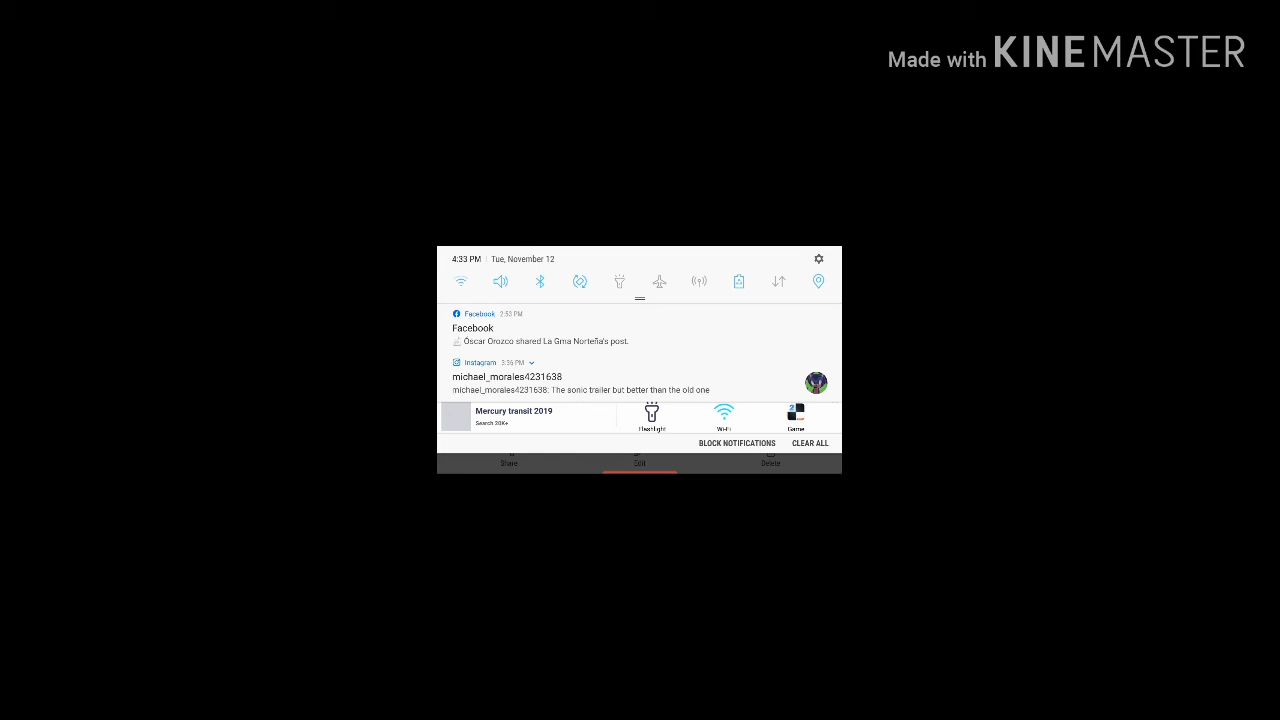 Made with KINEMASTER
4:33 PM Tue, November 12
Facebook 2:53 PM
Facebook
Óscar Orozco shared La Gma Norteña's post.
Instagram 3:36 PM
michael_morales4231638
michael_morales4231638: The sonic trailer but better than the old one
Mercury transit 2019
Search 20K+
Flashlight Wi-Fi Game
BLOCK NOTIFICATIONS CLEAR ALL
Share Edit Delete